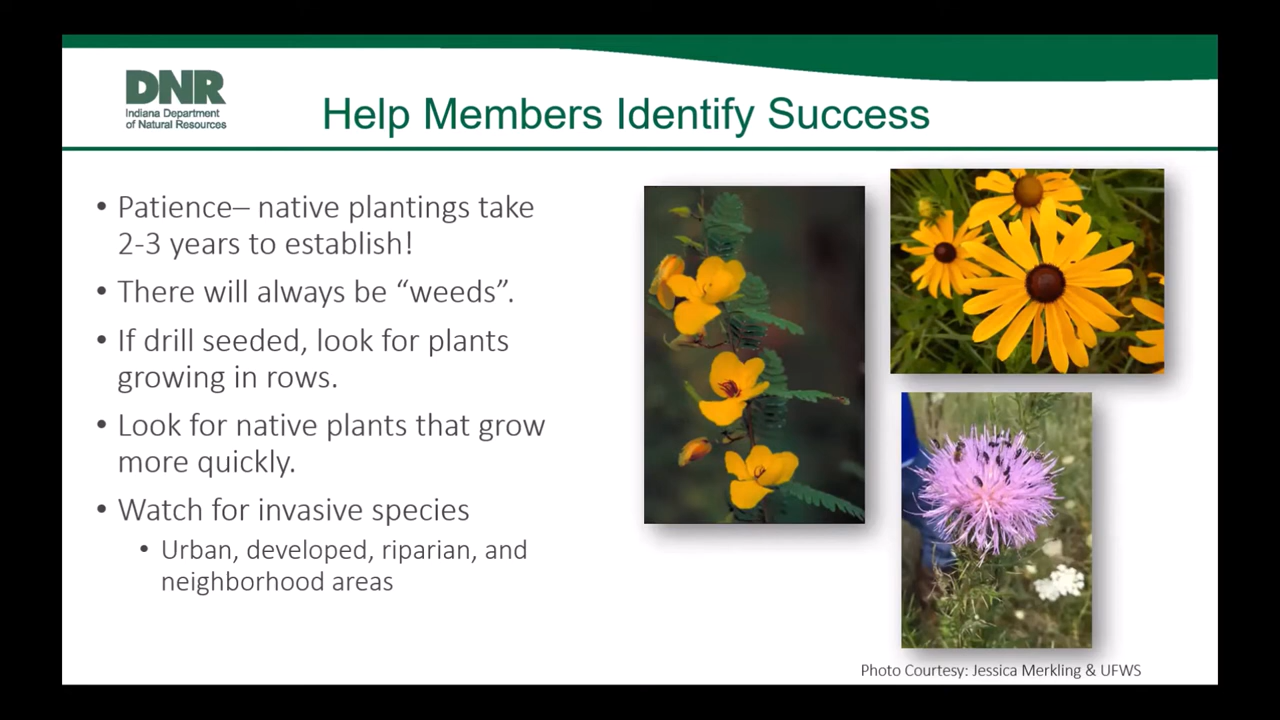 DNR
Indiana Department
of Natural Resources
Help Members Identify Success
• Patience– native plantings take
2-3 years to establish!
• There will always be “weeds”.
• If drill seeded, look for plants
growing in rows.
• Look for native plants that grow
more quickly.
• Watch for invasive species
• Urban, developed, riparian, and
neighborhood areas
Photo Courtesy: Jessica Merkling & UFWS